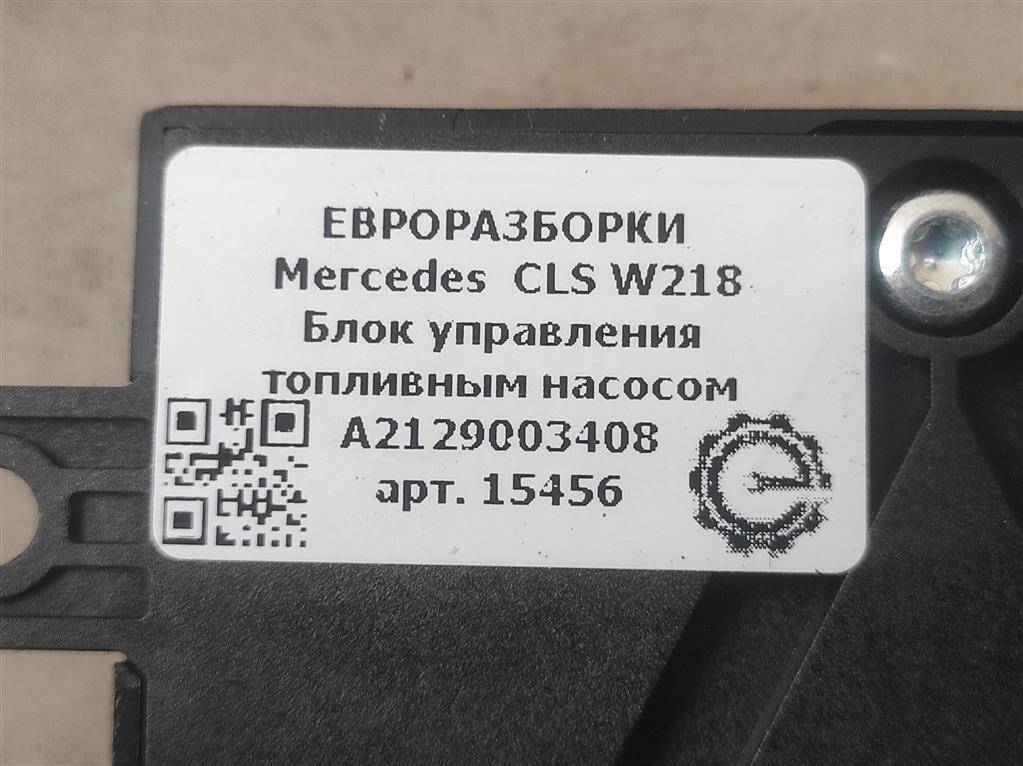 ЕВРОРАЗБОРКИ
Mercedes CLS W218
Блок управления
топливным насосом
A2129003408
арт. 15456